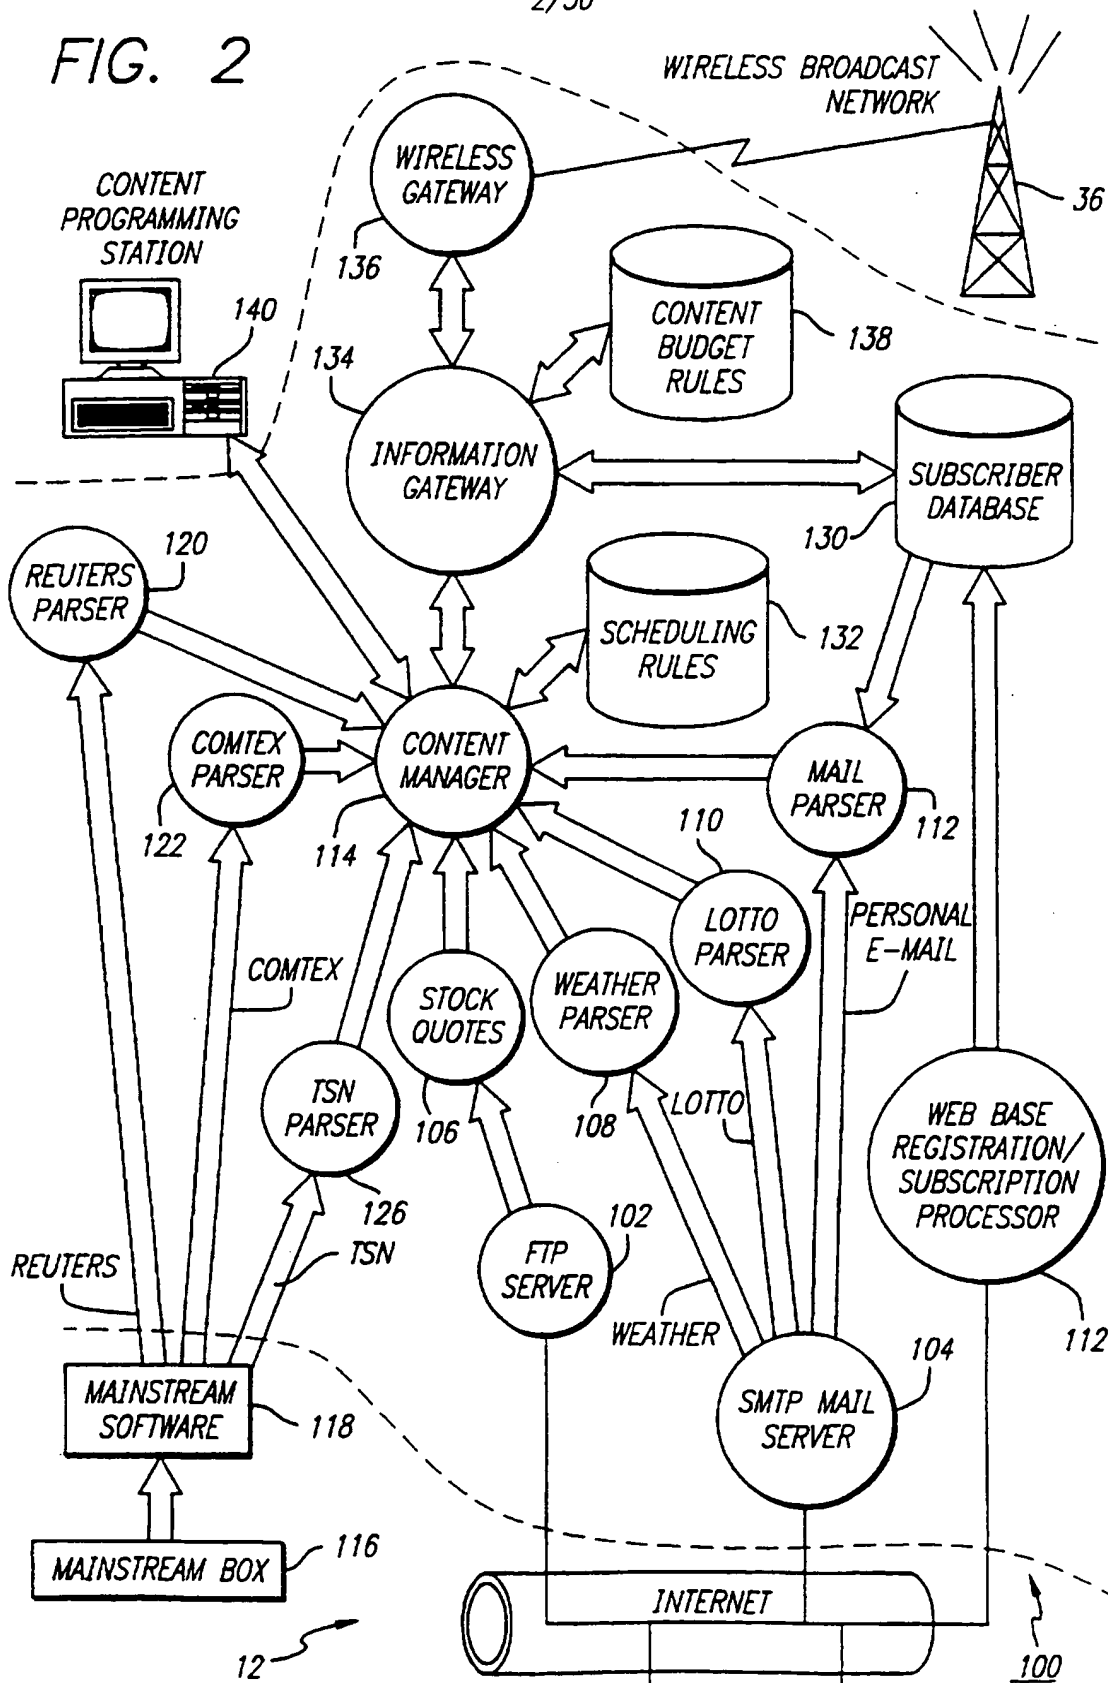 2/30
FIG. 2
WIRELESS BROADCAST
NETWORK
WIRELESS
GATEWAY
36
CONTENT
PROGRAMMING
STATION
136
140
CONTENT
BUDGET
RULES
138
134
INFORMATION
GATEWAY
SUBSCRIBER
DATABASE
130
120
REUTERS
PARSER
SCHEDULING
RULES
132
COMTEX
PARSER
122
CONTENT
MANAGER
114
MAIL
PARSER
112
110
LOTTO
PARSER
PERSONAL
E-MAIL
COMTEX
STOCK
QUOTES
106
WEATHER
PARSER
108
LOTTO
TSN
PARSER
126
WEB BASE
REGISTRATION/
SUBSCRIPTION
PROCESSOR
112
TSN
REUTERS
102
FTP
SERVER
WEATHER
104
SMTP MAIL
SERVER
MAINSTREAM
SOFTWARE
118
MAINSTREAM BOX
116
INTERNET
12
100